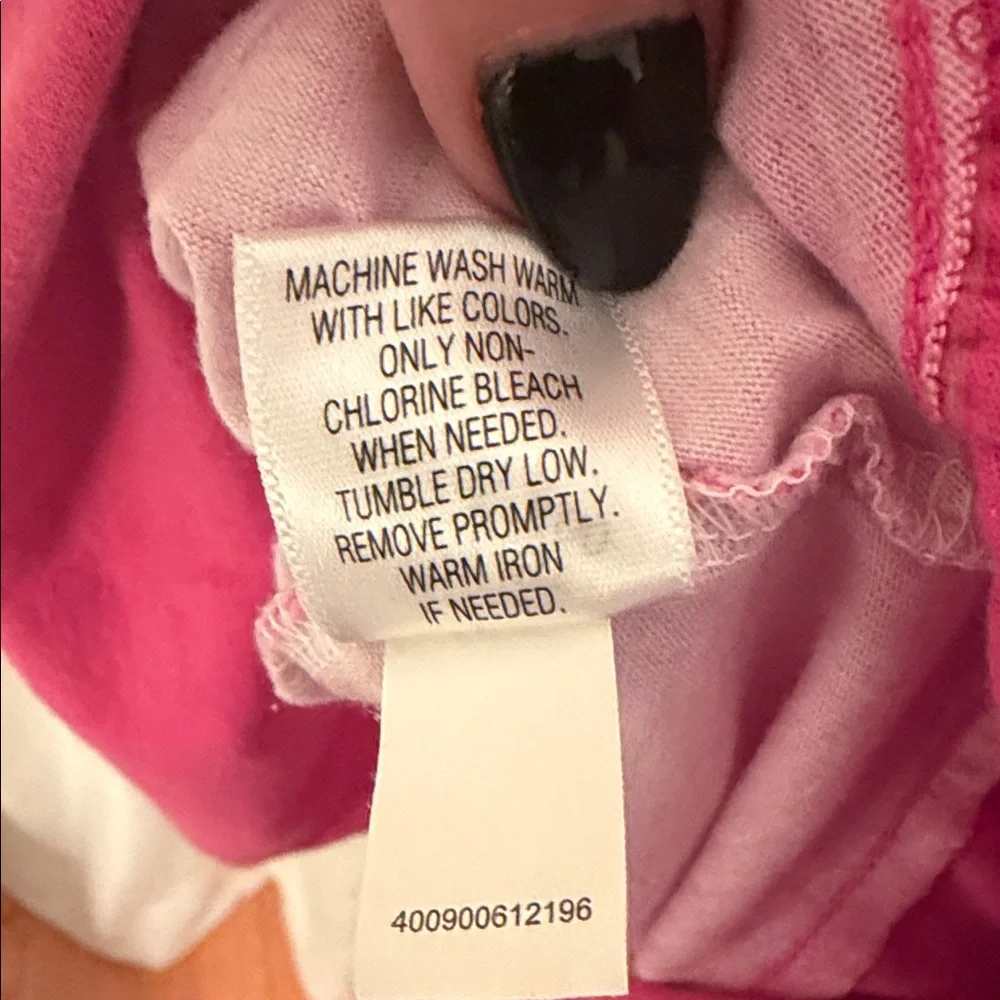 MACHINE WASH WARM
WITH LIKE COLORS.
ONLY NON-
CHLORINE BLEACH
WHEN NEEDED.
TUMBLE DRY LOW.
REMOVE PROMPTLY.
WARM IRON
IF NEEDED.
400900612196